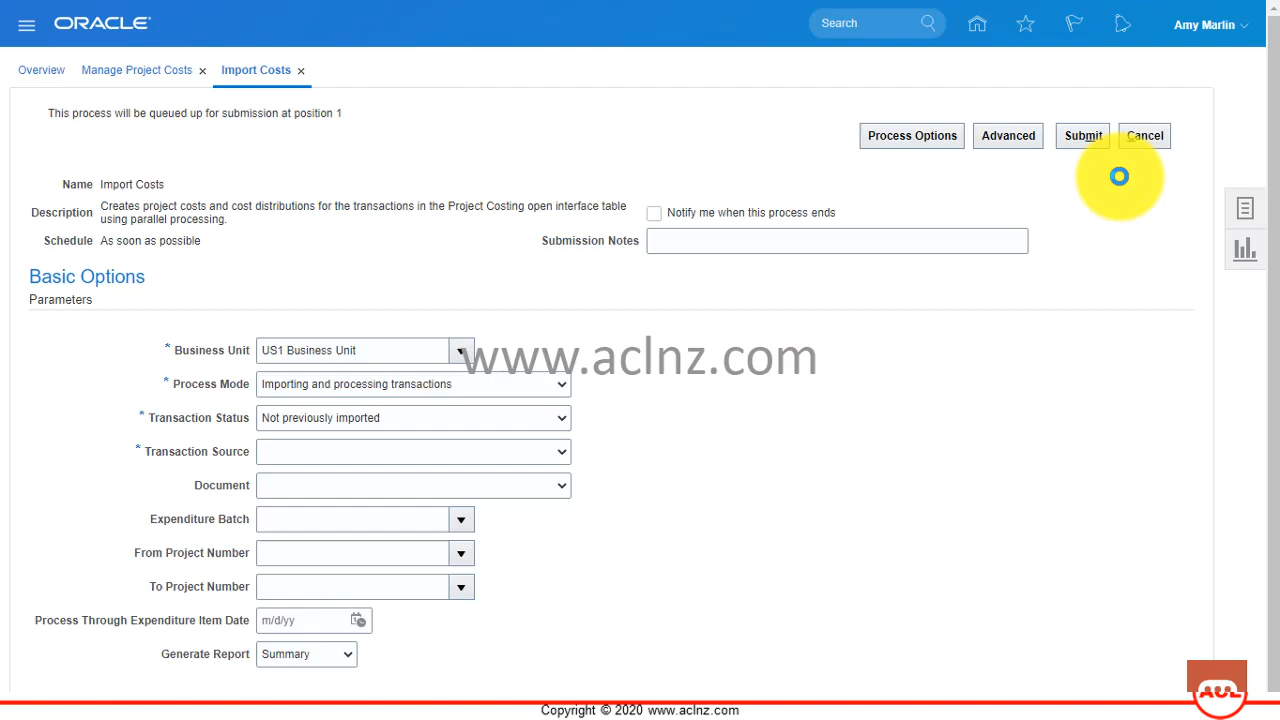 ORACLE
Search
Amy Marlin
Overview Manage Project Costs x Import Costs x
This process will be queued up for submission at position 1
Process Options Advanced Submit Cancel
Name Import Costs
Description Creates project costs and cost distributions for the transactions in the Project Costing open interface table
using parallel processing.
Notify me when this process ends
Schedule As soon as possible
Submission Notes
Basic Options
Parameters
* Business Unit US1 Business Unit
www.aclnz.com
* Process Mode Importing and processing transactions
* Transaction Status Not previously imported
* Transaction Source
Document
Expenditure Batch
From Project Number
To Project Number
Process Through Expenditure Item Date m/d/yy
Generate Report Summary
ACL
Copyright © 2020 www.aclnz.com